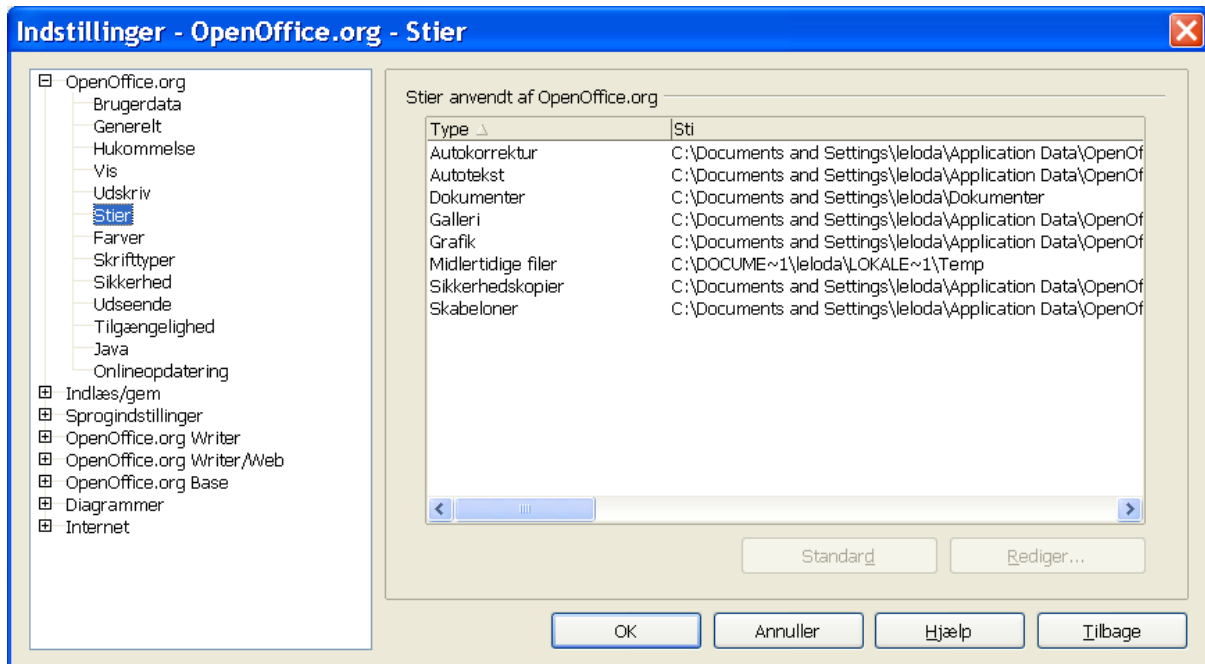 Indstillinger - OpenOffice.org - Stier
OpenOffice.org
Brugerdata
Generelt
Hukommelse
Vis
Udskriv
Stier
Farver
Skrifttyper
Sikkerhed
Udseende
Tilgængelighed
Java
Onlineopdatering
Indlæs/gem
Sprogindstillinger
OpenOffice.org Writer
OpenOffice.org Writer/Web
OpenOffice.org Base
Diagrammer
Internet
Stier anvendt af OpenOffice.org
Type Sti
Autokorrektur C:\Documents and Settings\leloda\Application Data\OpenOf
Autotekst C:\Documents and Settings\leloda\Application Data\OpenOf
Dokumenter C:\Documents and Settings\leloda\Dokumenter
Galleri C:\Documents and Settings\leloda\Application Data\OpenOf
Grafik C:\Documents and Settings\leloda\Application Data\OpenOf
Midlertidige filer C:\DOCUME~1\leloda\LOKALE~1\Temp
Sikkerhedskopier C:\Documents and Settings\leloda\Application Data\OpenOf
Skabeloner C:\Documents and Settings\leloda\Application Data\OpenOf
Standard Rediger...
OK Annuller Hjælp Tilbage